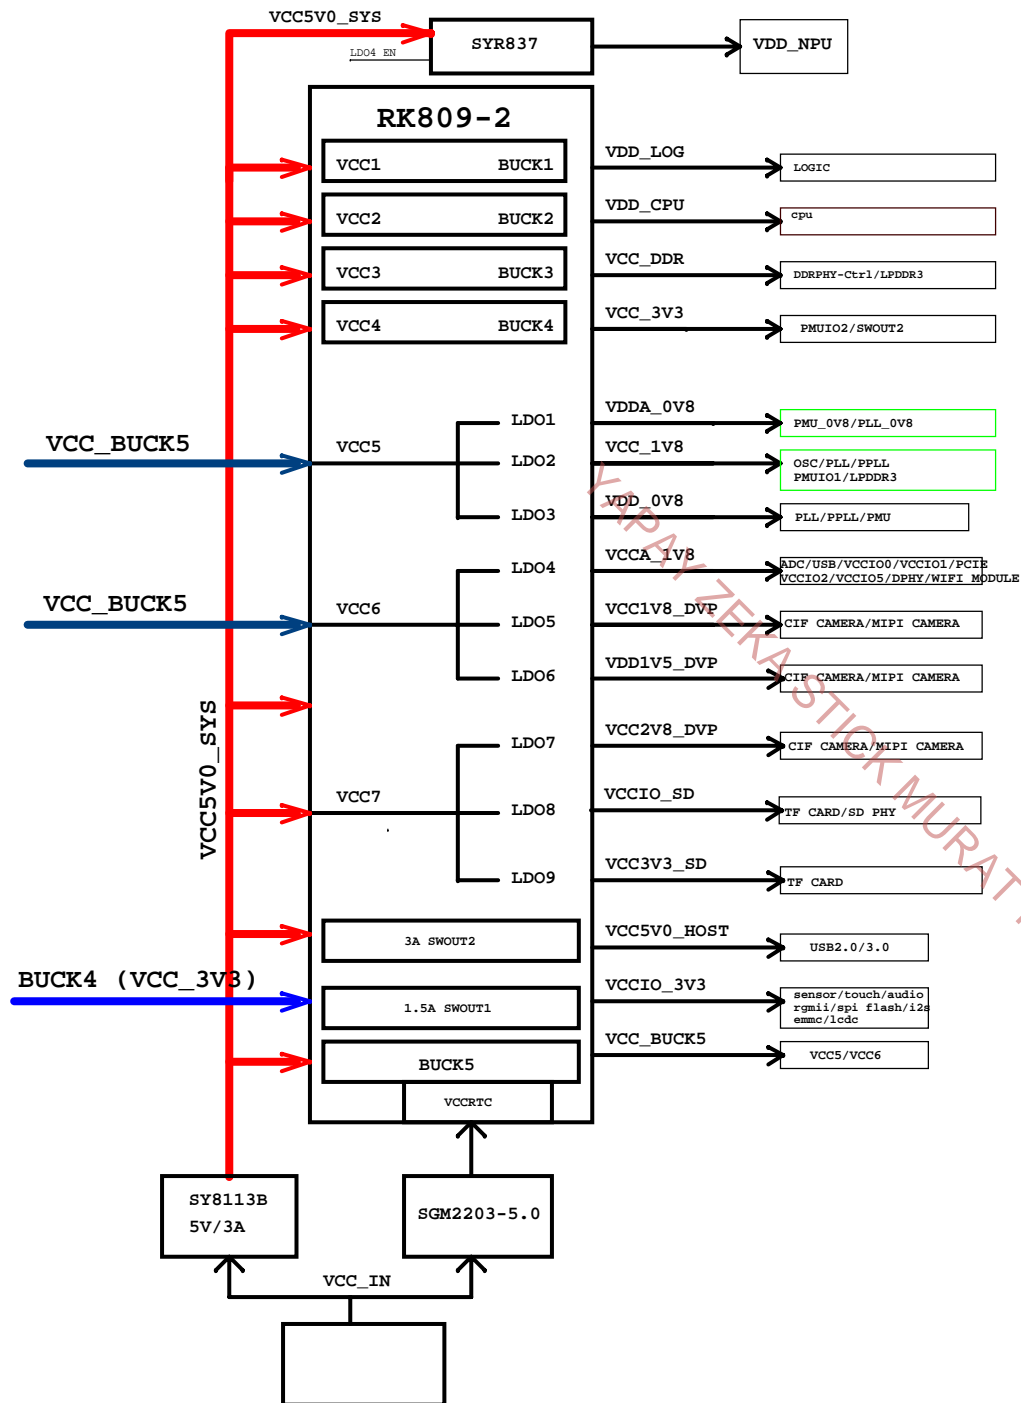 VCC5V0_SYS
LDO4 EN
SYR837
VDD_NPU
RK809-2
VCC1 BUCK1
VDD_LOG
LOGIC
VCC2 BUCK2
VDD_CPU
cpu
VCC3 BUCK3
VCC_DDR
DDRPHY-Ctrl/LPDDR3
VCC4 BUCK4
VCC_3V3
PMUIO2/SWOUT2
LDO1
VDDA_0V8
PMU_0V8/PLL_0V8
VCC_BUCK5
VCC5
LDO2
VCC_1V8
OSC/PLL/PPLL
PMUIO1/LPDDR3
LDO3
VDD_0V8
PLL/PPLL/PMU
LDO4
VCCA_1V8
ADC/USB/VCCIO0/VCCIO1/PCIE
VCCIO2/VCCIO5/DPHY/WIFI MODULE
VCC_BUCK5
VCC6
LDO5
VCC1V8_DVP
CIF CAMERA/MIPI CAMERA
LDO6
VDD1V5_DVP
CIF CAMERA/MIPI CAMERA
VCC5V0_SYS
LDO7
VCC2V8_DVP
CIF CAMERA/MIPI CAMERA
VCC7
LDO8
VCCIO_SD
TF CARD/SD PHY
LDO9
VCC3V3_SD
TF CARD
3A SWOUT2
VCC5V0_HOST
USB2.0/3.0
BUCK4 (VCC_3V3)
1.5A SWOUT1
VCCIO_3V3
sensor/touch/audio
rgmii/spi flash/i2s
emmc/lcdc
BUCK5
VCC_BUCK5
VCC5/VCC6
VCCRTC
SY8113B
5V/3A
SGM2203-5.0
VCC_IN
YAPAY ZEKA STICK MURAT